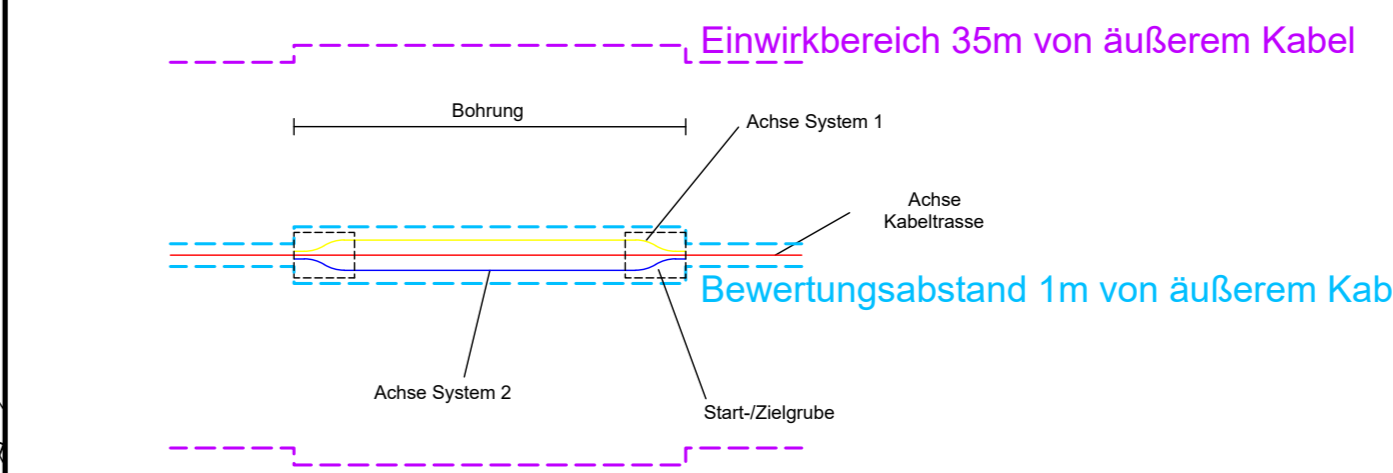 Einwirkbereich 35m von äußerem Kabel
Bohrung
Achse System 1
Achse
Kabeltrasse
Bewertungsabstand 1m von äußerem Kab
Achse System 2
Start-/Zielgrube